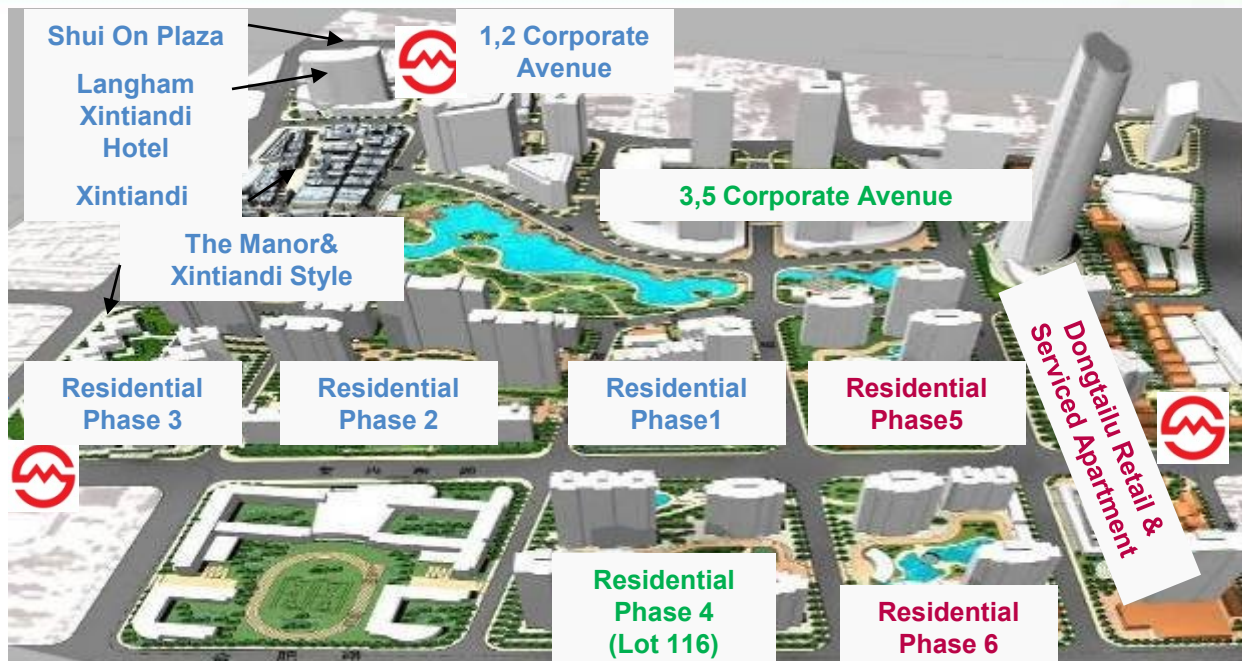 Shui On Plaza
Langham
Xintiandi
Hotel
Xintiandi
1,2 Corporate
Avenue
3,5 Corporate Avenue
The Manor&
Xintiandi Style
Residential
Phase 3
Residential
Phase 2
Residential
Phase1
Residential
Phase5
Dongtailu Retail &
Serviced Apartment
Residential
Phase 4
(Lot 116)
Residential
Phase 6